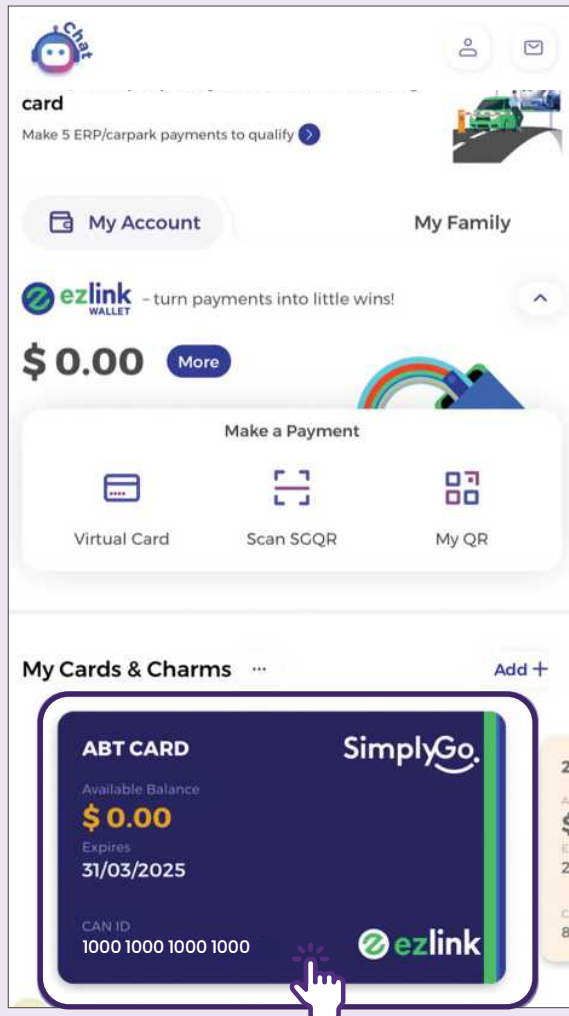 Chat
card
Make 5 ERP/carpark payments to qualify
My Account
My Family
ezlink
WALLET
– turn payments into little wins!
$ 0.00
More
Make a Payment
Virtual Card
Scan SGQR
My QR
My Cards & Charms ...
Add +
ABT CARD
SimplyGo.
Available Balance
$ 0.00
Expires
31/03/2025
CAN ID
1000 1000 1000 1000
ezlink